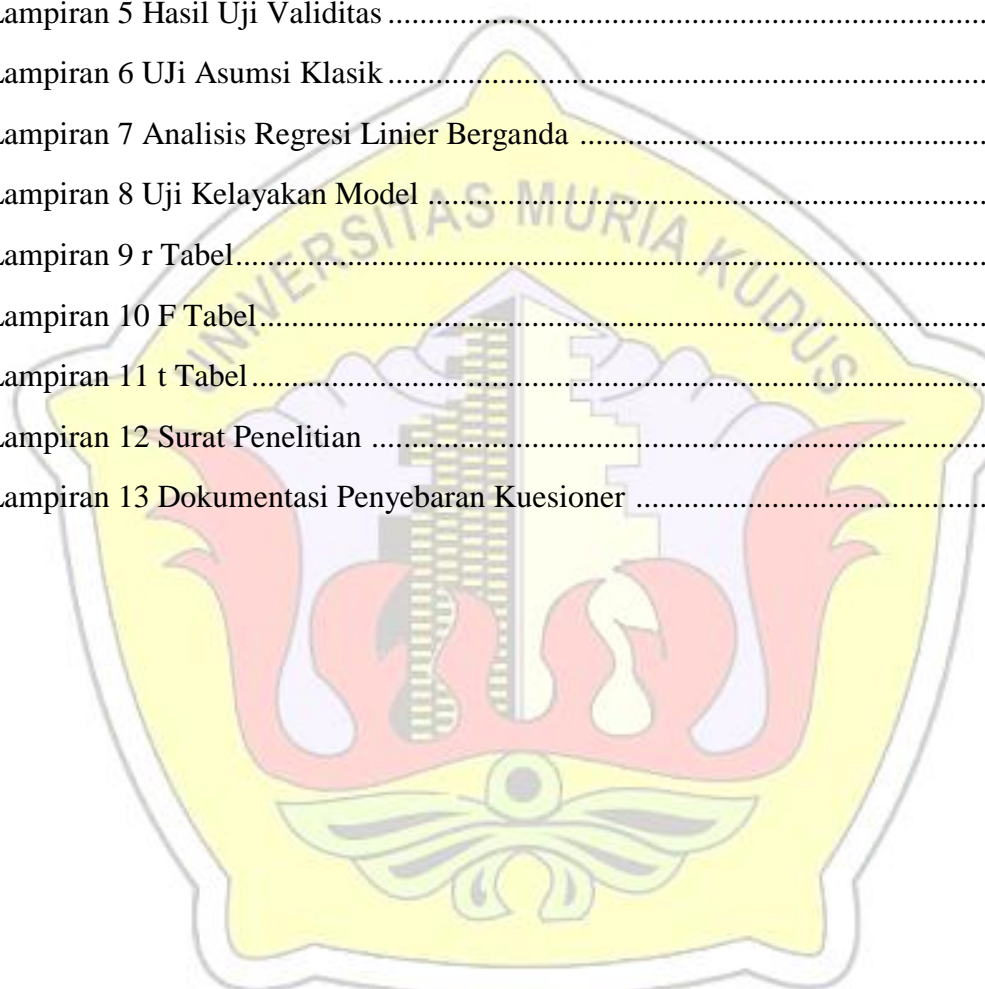 Lampiran 5 Hasil Uji Validitas ........................................................................
Lampiran 6 UJi Asumsi Klasik ........................................................................
Lampiran 7 Analisis Regresi Linier Berganda ................................................
Lampiran 8 Uji Kelayakan Model ..................................................................
Lampiran 9 r Tabel..........................................................................................
Lampiran 10 F Tabel.......................................................................................
Lampiran 11 t Tabel........................................................................................
Lampiran 12 Surat Penelitian .........................................................................
Lampiran 13 Dokumentasi Penyebaran Kuesioner ........................................
UNIVERSITAS MURIA KUDUS